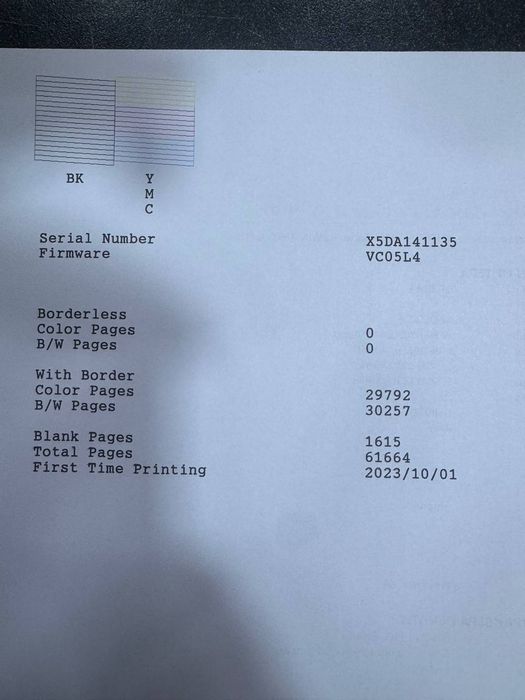 BK Y
M
C
Serial Number X5DA141135
Firmware VC05L4
Borderless
Color Pages 0
B/W Pages 0
With Border
Color Pages 29792
B/W Pages 30257
Blank Pages 1615
Total Pages 61664
First Time Printing 2023/10/01